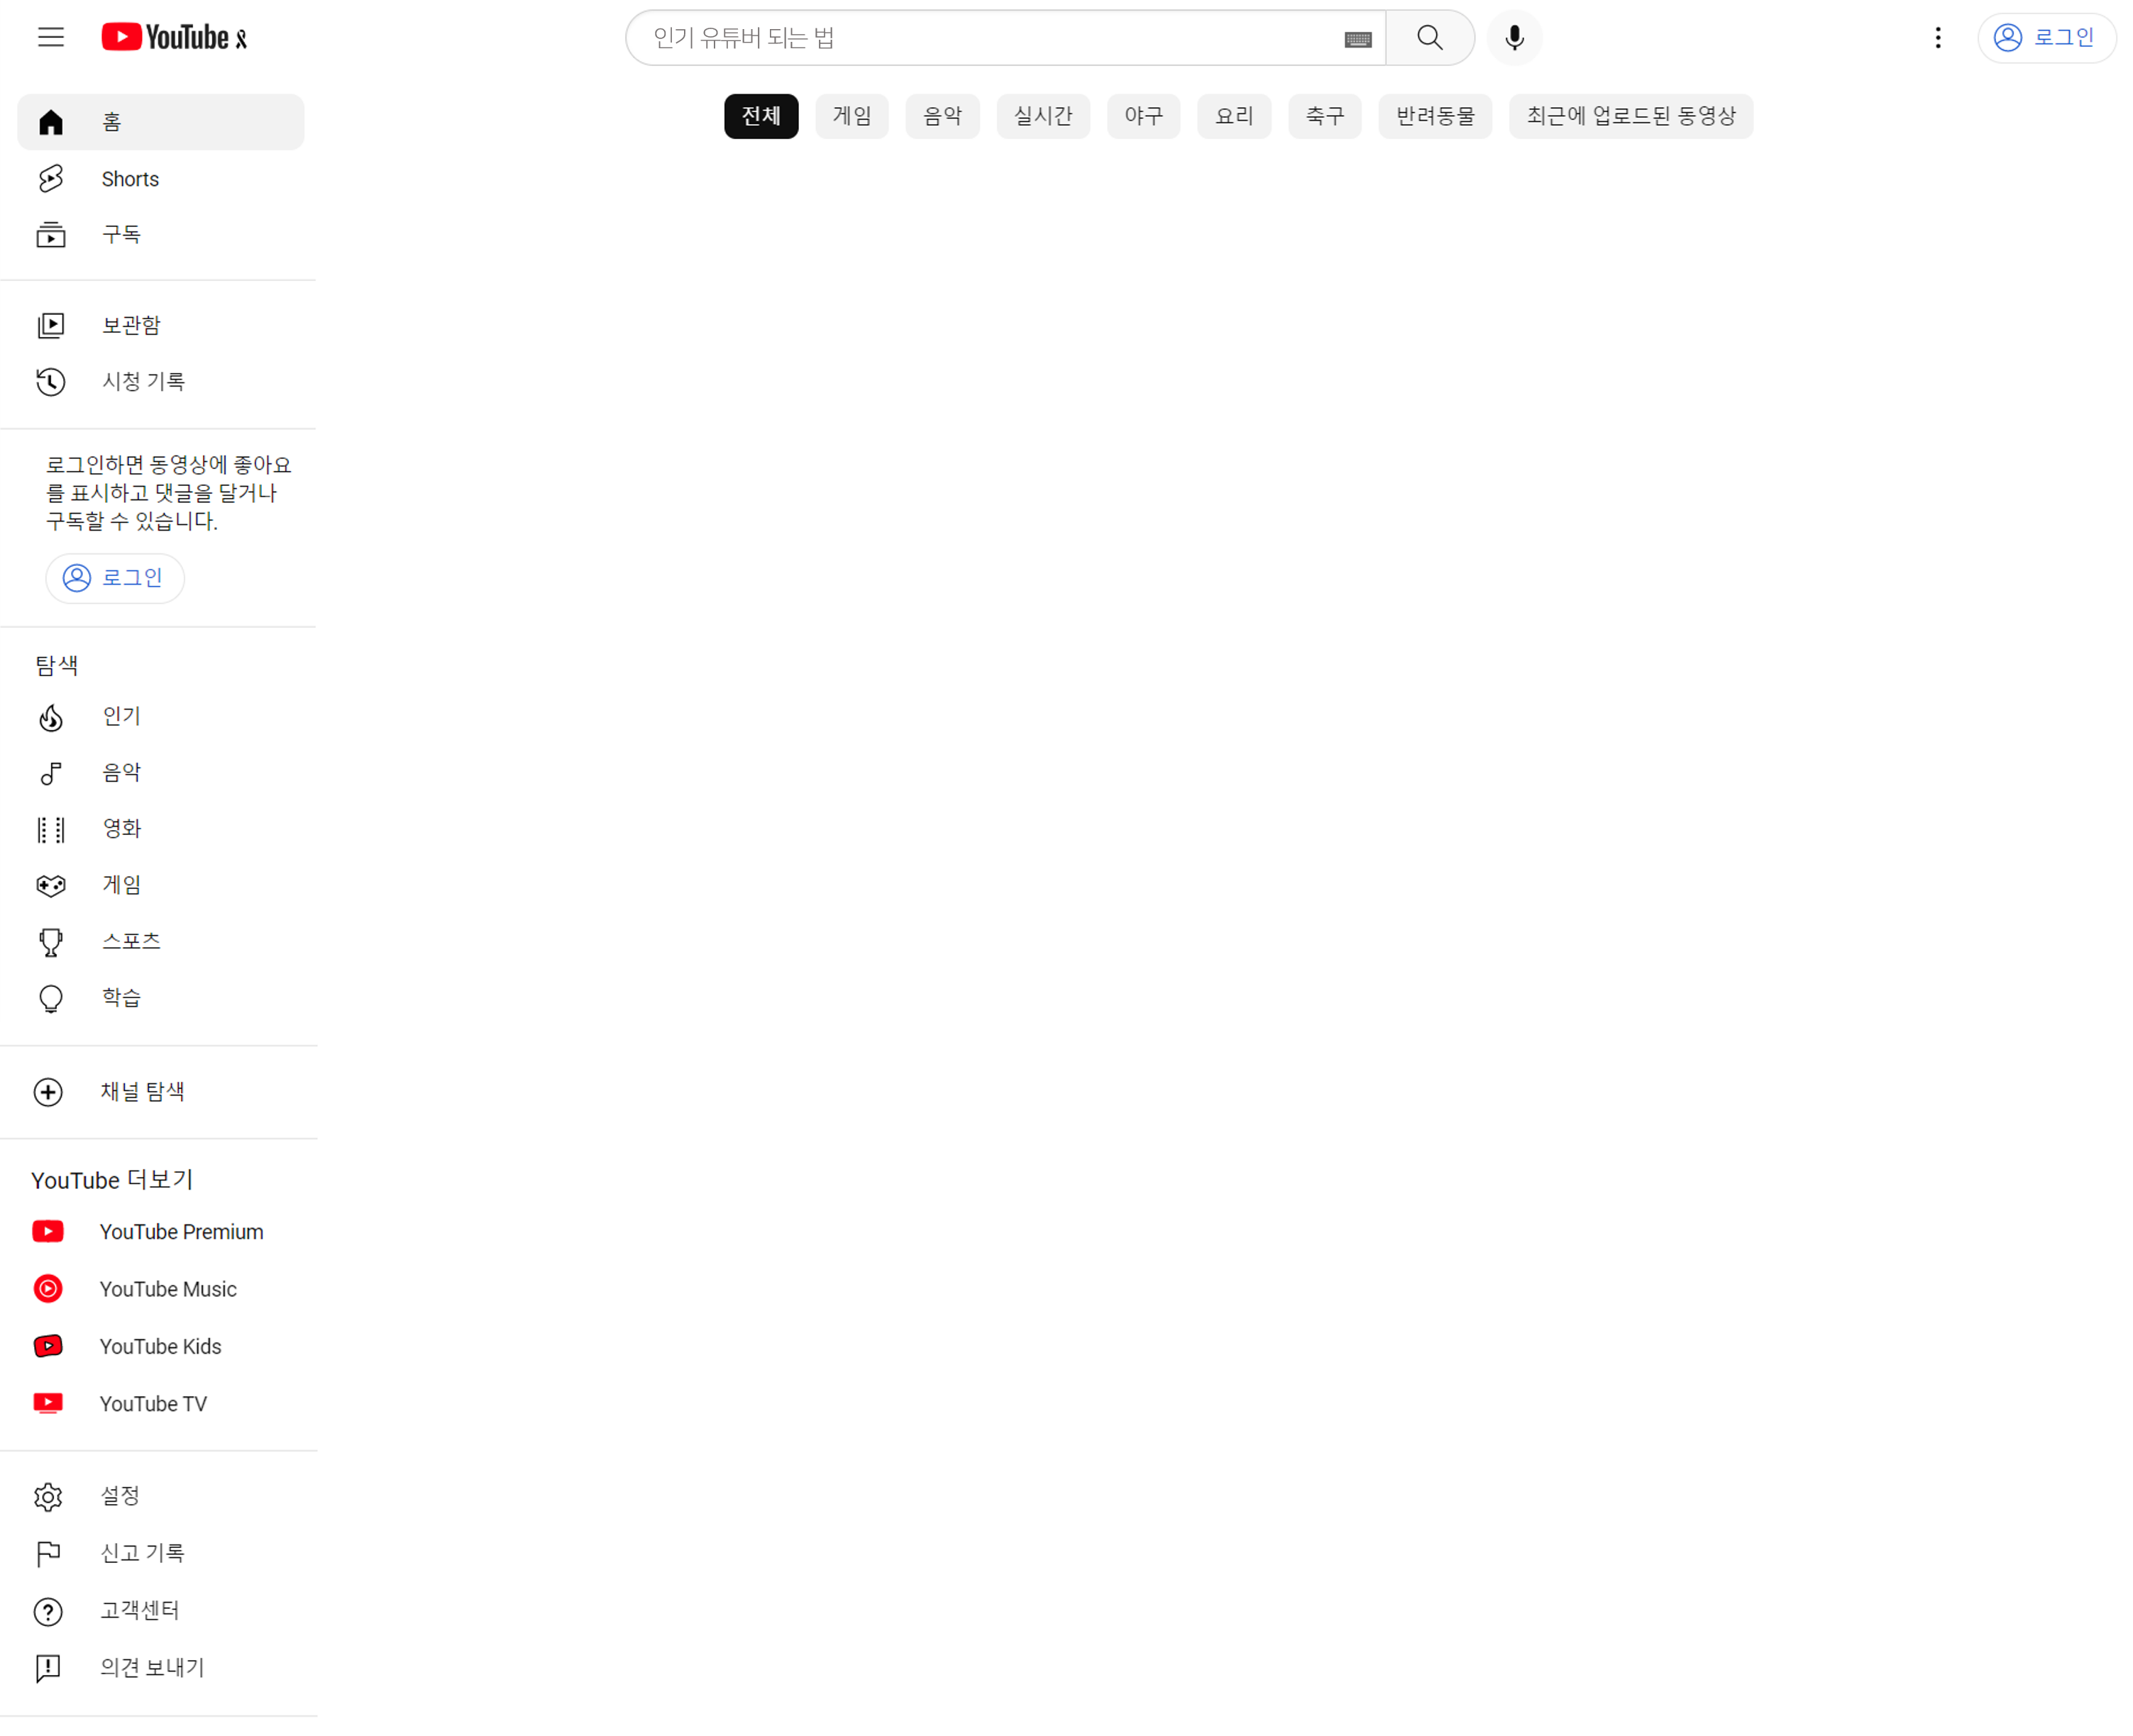 YouTube
인기 유튜버 되는 법
로그인
홈
Shorts
구독
보관함
시청 기록
로그인하면 동영상에 좋아요
를 표시하고 댓글을 달거나
구독할 수 있습니다.
로그인
탐색
인기
음악
영화
게임
스포츠
학습
채널 탐색
YouTube 더보기
YouTube Premium
YouTube Music
YouTube Kids
YouTube TV
설정
신고 기록
고객센터
의견 보내기
전체 게임 음악 실시간 야구 요리 축구 반려동물 최근에 업로드된 동영상